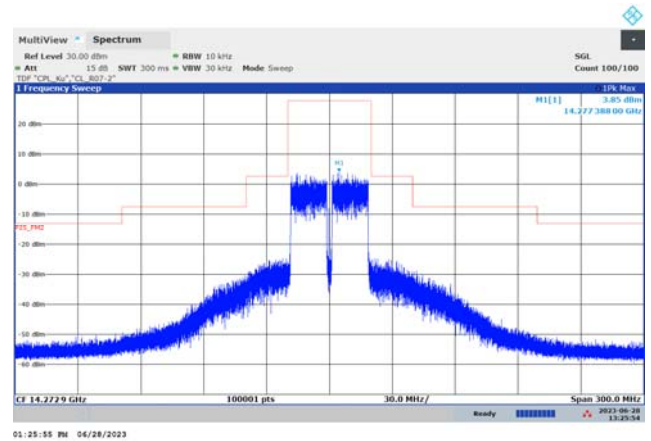 MultiView Spectrum
Ref Level 30.00 dBm RBW 10 kHz SGL
Att 15 dB SWT 300 ms VBW 30 kHz Mode Sweep Count 100/100
TDF "CPL_Ku","CL_R07-2"
1 Frequency Sweep 1Pk Max
M1[1] 3.85 dBm
14.277 388 00 GHz
20 dBm
10 dBm
M1
0 dBm
-10 dBm
-20 dBm
-30 dBm
-40 dBm
-50 dBm
-60 dBm
CF 14.2729 GHz 100001 pts 30.0 MHz/ Span 300.0 MHz
Ready 2023-06-28
13:25:54
01:25:55 PM 06/28/2023